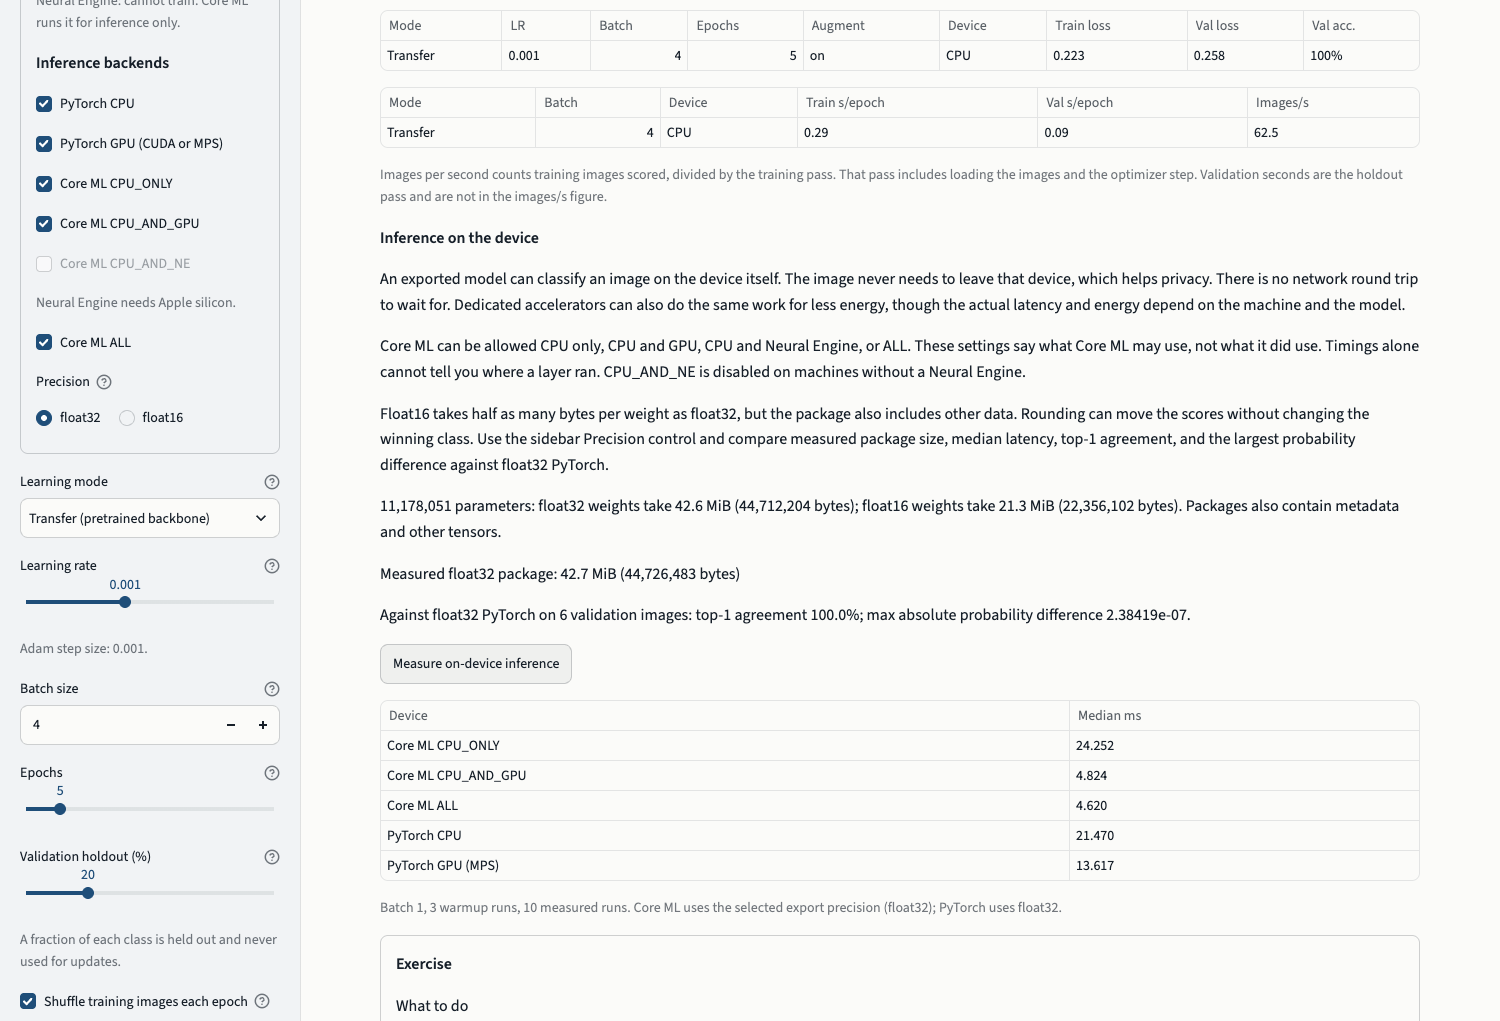 Neural Engine: cannot train. Core ML
runs it for inference only.
Inference backends
PyTorch CPU
PyTorch GPU (CUDA or MPS)
Core ML CPU_ONLY
Core ML CPU_AND_GPU
Core ML CPU_AND_NE
Neural Engine needs Apple silicon.
Core ML ALL
Precision
float32 float16
Learning mode
Transfer (pretrained backbone)
Learning rate
0.001
Adam step size: 0.001.
Batch size
4
Epochs
5
Validation holdout (%)
20
A fraction of each class is held out and never
used for updates.
Shuffle training images each epoch
Mode LR Batch Epochs Augment Device Train loss Val loss Val acc.
Transfer 0.001 4 5 on CPU 0.223 0.258 100%
Mode Batch Device Train s/epoch Val s/epoch Images/s
Transfer 4 CPU 0.29 0.09 62.5
Images per second counts training images scored, divided by the training pass. That pass includes loading the images and the optimizer step. Validation seconds are the holdout
pass and are not in the images/s figure.
Inference on the device
An exported model can classify an image on the device itself. The image never needs to leave that device, which helps privacy. There is no network round trip
to wait for. Dedicated accelerators can also do the same work for less energy, though the actual latency and energy depend on the machine and the model.
Core ML can be allowed CPU only, CPU and GPU, CPU and Neural Engine, or ALL. These settings say what Core ML may use, not what it did use. Timings alone
cannot tell you where a layer ran. CPU_AND_NE is disabled on machines without a Neural Engine.
Float16 takes half as many bytes per weight as float32, but the package also includes other data. Rounding can move the scores without changing the
winning class. Use the sidebar Precision control and compare measured package size, median latency, top-1 agreement, and the largest probability
difference against float32 PyTorch.
11,178,051 parameters: float32 weights take 42.6 MiB (44,712,204 bytes); float16 weights take 21.3 MiB (22,356,102 bytes). Packages also contain metadata
and other tensors.
Measured float32 package: 42.7 MiB (44,726,483 bytes)
Against float32 PyTorch on 6 validation images: top-1 agreement 100.0%; max absolute probability difference 2.38419e-07.
Measure on-device inference
Device Median ms
Core ML CPU_ONLY 24.252
Core ML CPU_AND_GPU 4.824
Core ML ALL 4.620
PyTorch CPU 21.470
PyTorch GPU (MPS) 13.617
Batch 1, 3 warmup runs, 10 measured runs. Core ML uses the selected export precision (float32); PyTorch uses float32.
Exercise
What to do